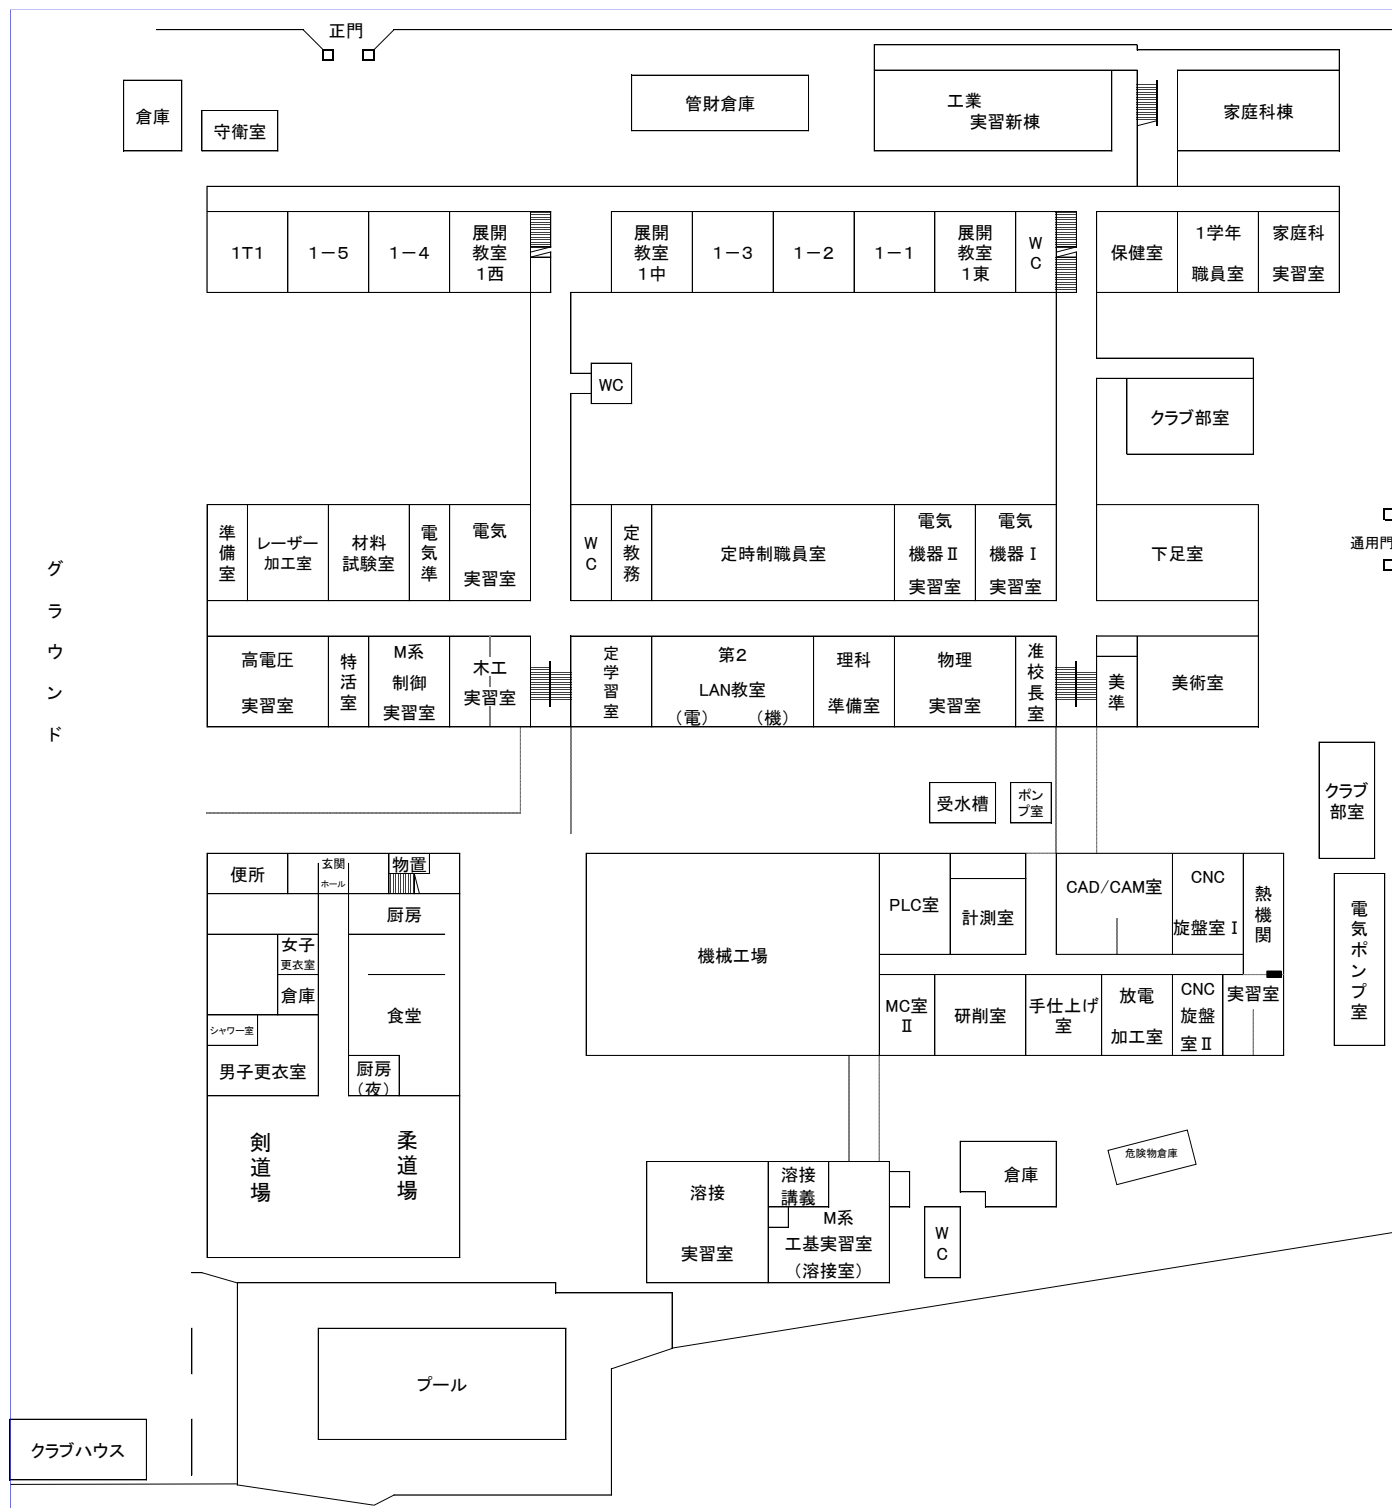 正門
倉庫
守衛室
管財倉庫
工業
実習新棟
家庭科棟
1T1
1－5
1－4
展開
教室
1西
展開
教室
1中
1－3
1－2
1－1
展開
教室
1東
WC
保健室
1学年
職員室
家庭科
実習室
WC
クラブ部室
グラウンド
準備室
レーザー
加工室
材料
試験室
電気準
電気
実習室
WC
定教務
定時制職員室
電気
機器Ⅱ
実習室
電気
機器Ⅰ
実習室
下足室
通用門
高電圧
実習室
特活室
M系
制御
実習室
木工
実習室
定学習室
第2
LAN教室
（電）　（機）
理科
準備室
物理
実習室
准校長室
美準
美術室
受水槽
ポン
プ室
クラブ
部室
便所
玄関
ホール
物置
厨房
女子
更衣室
倉庫
食堂
シャワー室
男子更衣室
厨房
（夜）
剣道場
柔道場
機械工場
PLC室
計測室
CAD/CAM室
CNC
旋盤室Ⅰ
熱機関
実習室
電気ポンプ室
MC室
Ⅱ
研削室
手仕上げ
室
放電
加工室
CNC
旋盤
室Ⅱ
溶接
実習室
溶接
講義
M系
工基実習室
（溶接室）
倉庫
危険物倉庫
WC
プール
クラブハウス